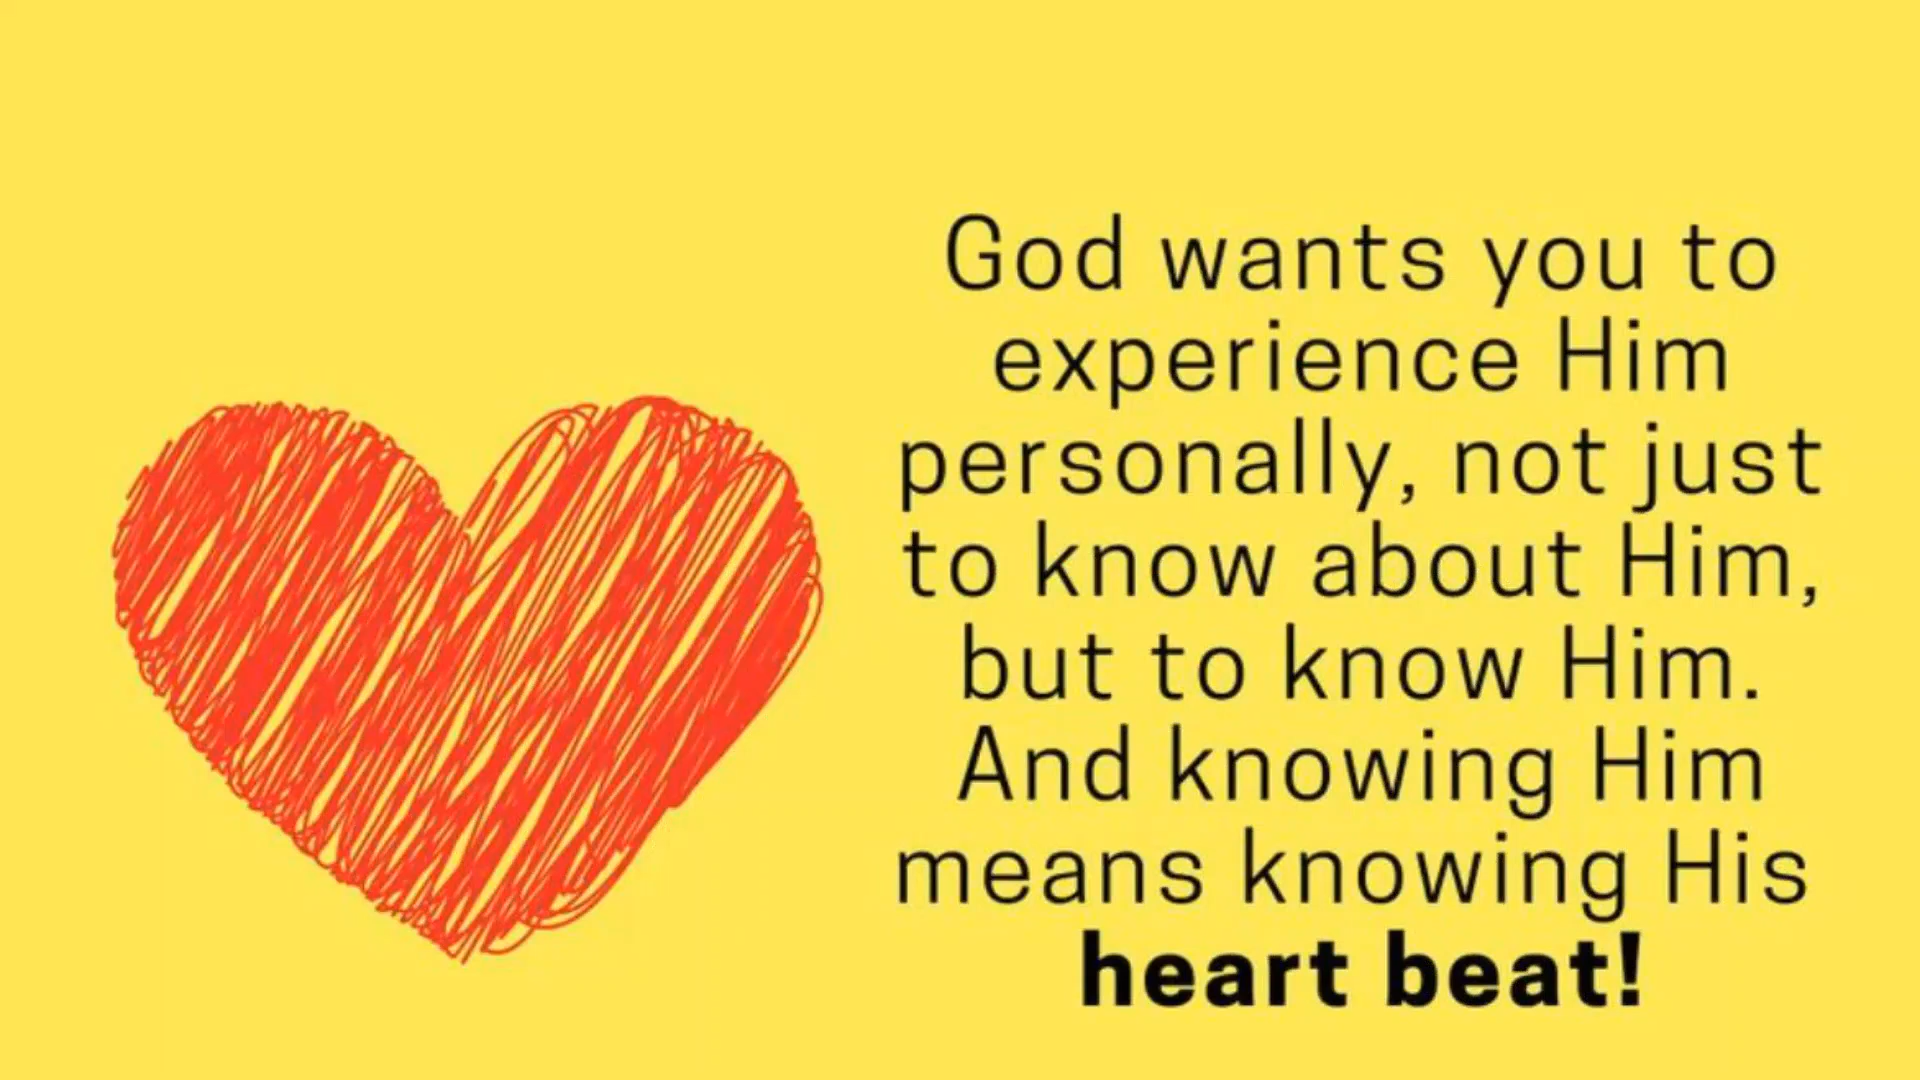 God wants you to
experience Him
personally, not just
to know about Him,
but to know Him.
And knowing Him
means knowing His
heart beat!